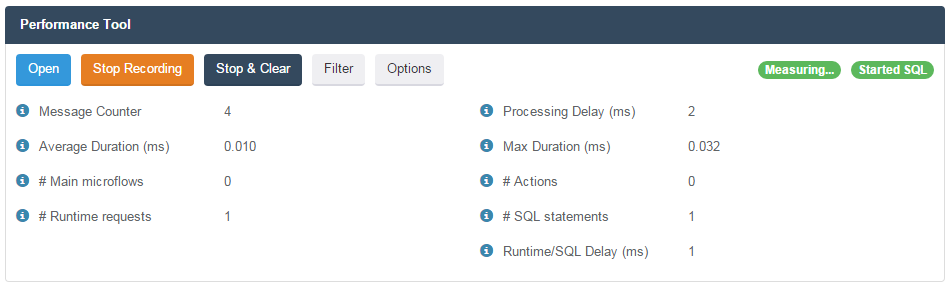 Performance Tool
Open Stop Recording Stop & Clear Filter Options Measuring... Started SQL
Message Counter 4 Processing Delay (ms) 2
Average Duration (ms) 0.010 Max Duration (ms) 0.032
# Main microflows 0 # Actions 0
# Runtime requests 1 # SQL statements 1
Runtime/SQL Delay (ms) 1